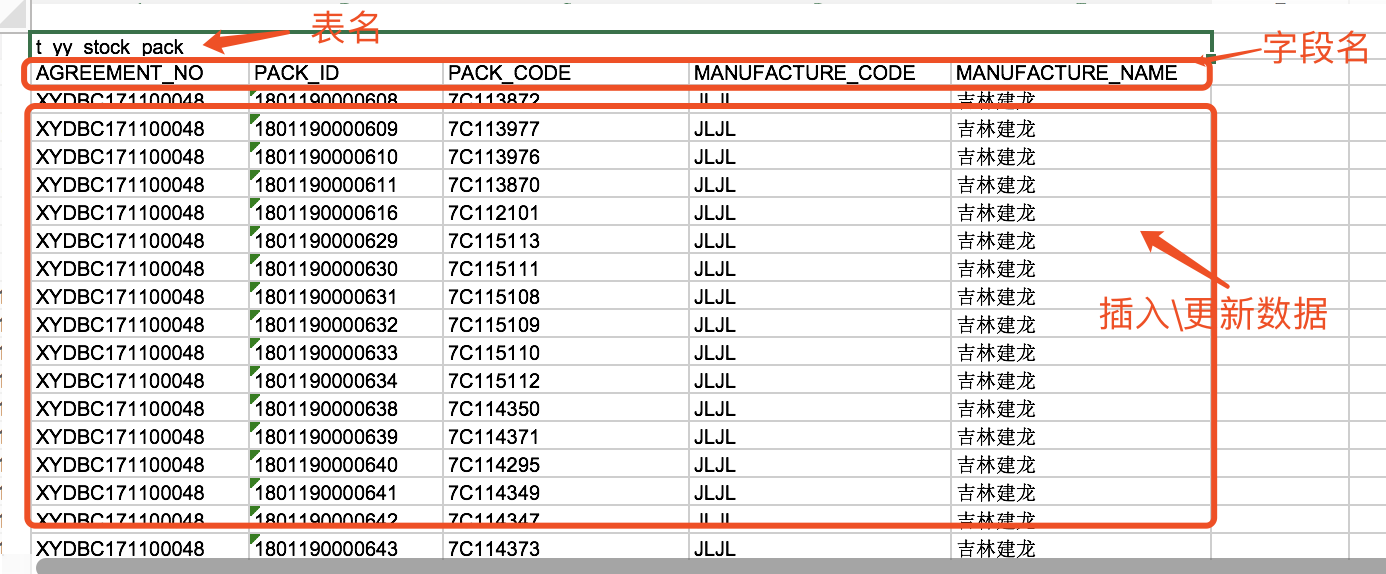 t_yy_stock_pack 表名
字段名
AGREEMENT_NO PACK_ID PACK_CODE MANUFACTURE_CODE MANUFACTURE_NAME
XYDBC171100048 1801190000608 7C113872 JLJL 吉林建龙
XYDBC171100048 1801190000609 7C113977 JLJL 吉林建龙
XYDBC171100048 1801190000610 7C113976 JLJL 吉林建龙
XYDBC171100048 1801190000611 7C113870 JLJL 吉林建龙
XYDBC171100048 1801190000616 7C112101 JLJL 吉林建龙
XYDBC171100048 1801190000629 7C115113 JLJL 吉林建龙
XYDBC171100048 1801190000630 7C115111 JLJL 吉林建龙
XYDBC171100048 1801190000631 7C115108 JLJL 吉林建龙
插入\更新数据
XYDBC171100048 1801190000632 7C115109 JLJL 吉林建龙
XYDBC171100048 1801190000633 7C115110 JLJL 吉林建龙
XYDBC171100048 1801190000634 7C115112 JLJL 吉林建龙
XYDBC171100048 1801190000638 7C114350 JLJL 吉林建龙
XYDBC171100048 1801190000639 7C114371 JLJL 吉林建龙
XYDBC171100048 1801190000640 7C114295 JLJL 吉林建龙
XYDBC171100048 1801190000641 7C114349 JLJL 吉林建龙
XYDBC171100048 1801190000642 7C114347 JLJL 吉林建龙
XYDBC171100048 1801190000643 7C114373 JLJL 吉林建龙